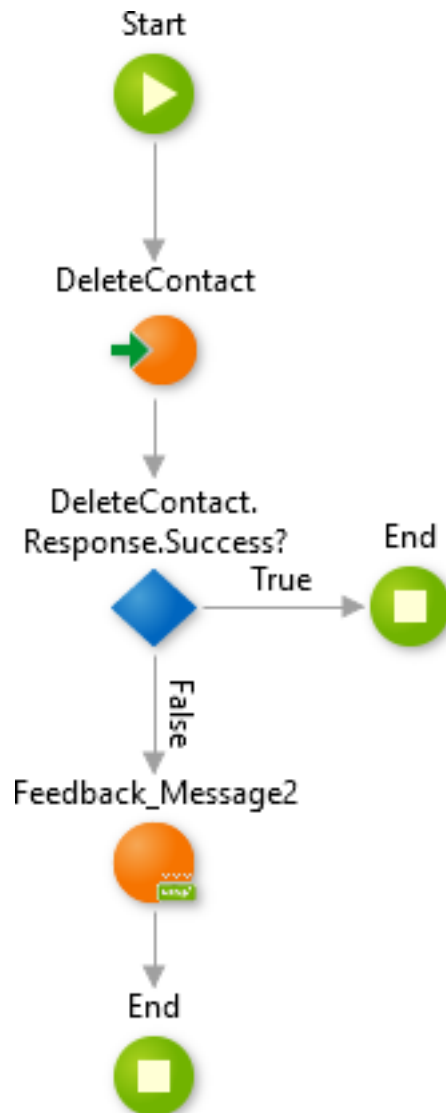 Start
DeleteContact
DeleteContact.
Response.Success?
True
End
False
Feedback_Message2
End